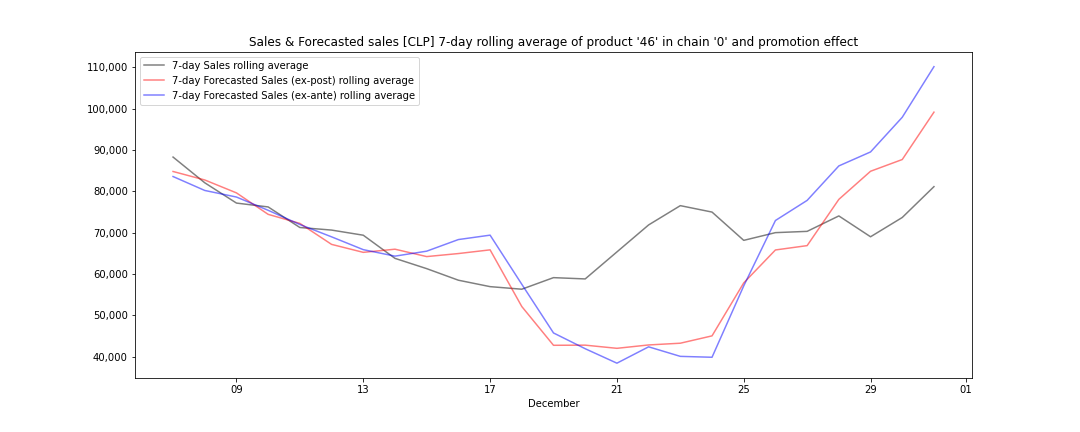 Sales & Forecasted sales [CLP] 7-day rolling average of product '46' in chain '0' and promotion effect
7-day Sales rolling average
7-day Forecasted Sales (ex-post) rolling average
7-day Forecasted Sales (ex-ante) rolling average
110,000
100,000
90,000
80,000
70,000
60,000
50,000
40,000
09 13 17 21 25 29 01
December